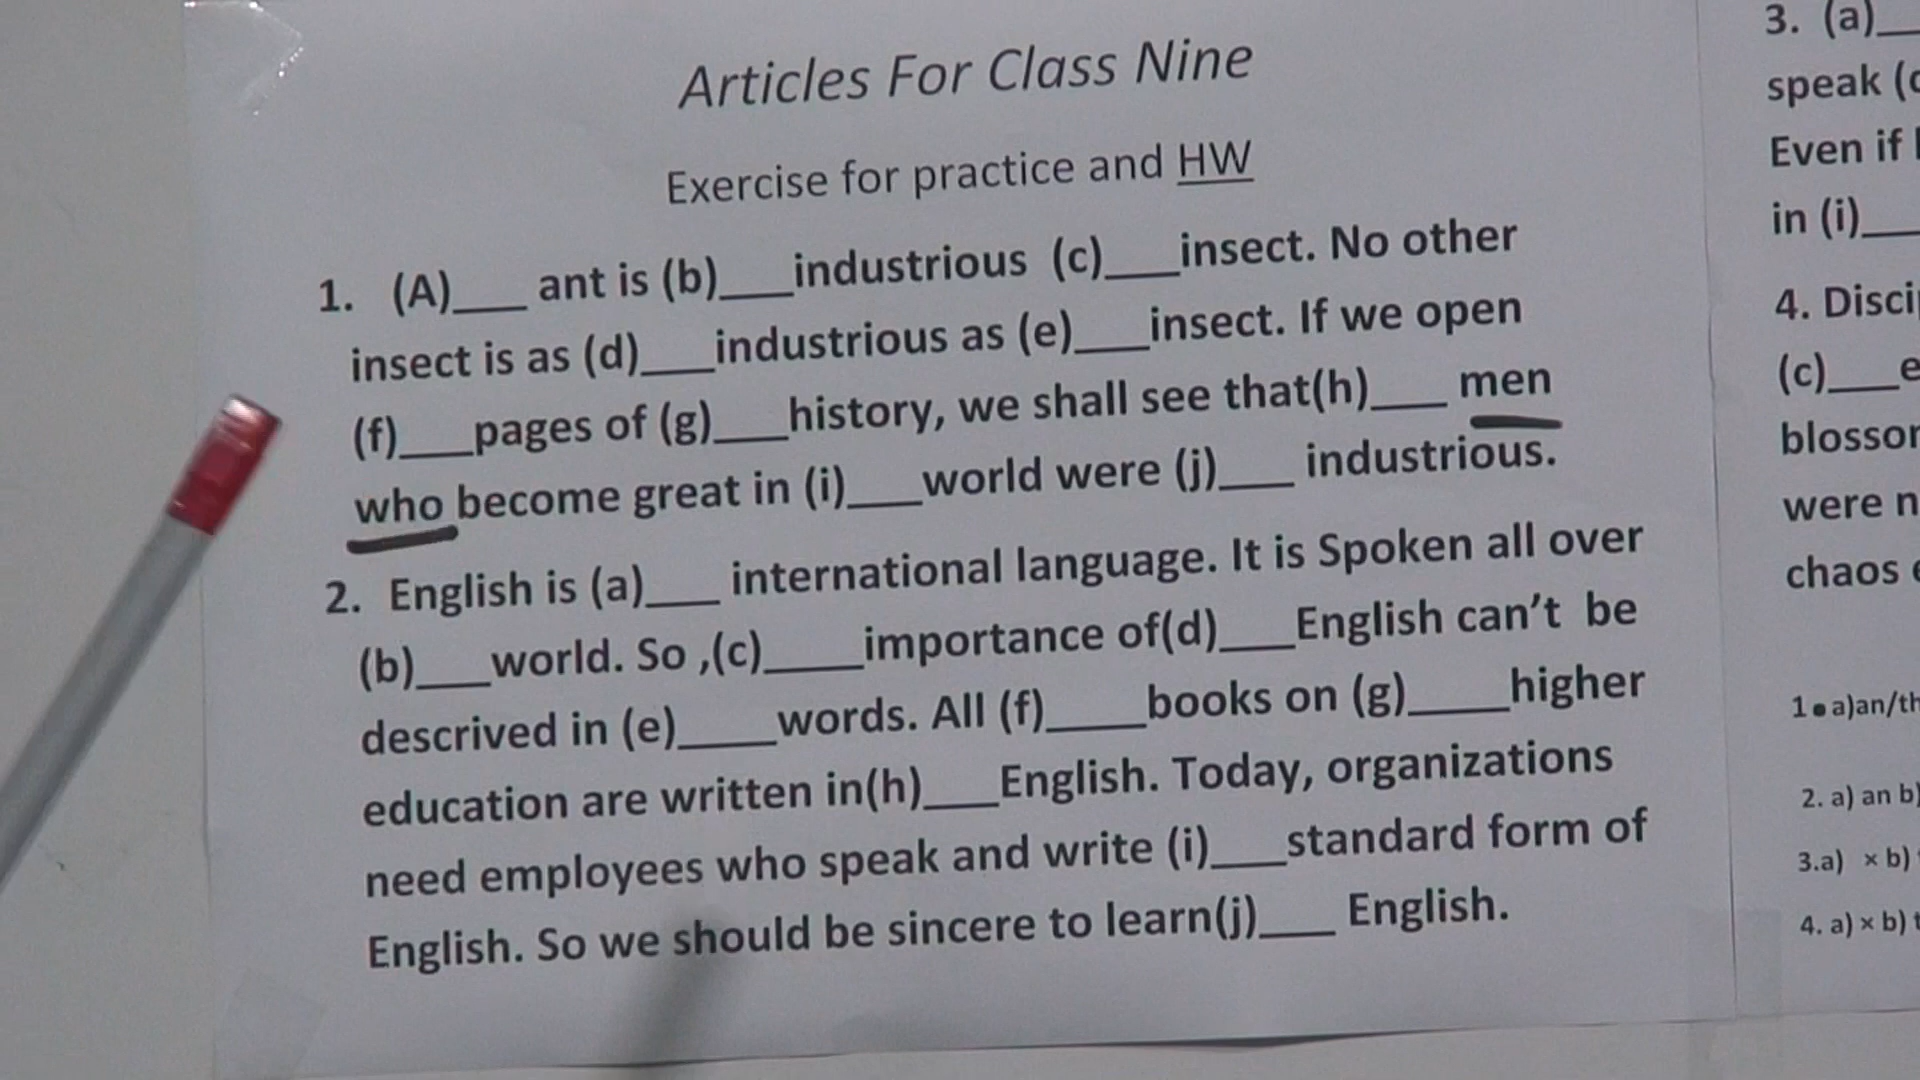 Articles For Class Nine
Exercise for practice and HW
1. (A)___ ant is (b)___industrious (c)___insect. No other
insect is as (d)___industrious as (e)___insect. If we open
(f)___pages of (g)___history, we shall see that(h)___ men
who become great in (i)___world were (j)___ industrious.
2. English is (a)___ international language. It is Spoken all over
(b)___world. So ,(c)____importance of(d)___English can't be
descrived in (e)____words. All (f)____books on (g)____higher
education are written in(h)___English. Today, organizations
need employees who speak and write (i)___standard form of
English. So we should be sincere to learn(j)___ English.
3. (a)__
speak (
Even if
in (i)__
4.
(c)___
were
chaos
1●a)an/
2. a) an b)
3.a) × b)
4. a) × b)